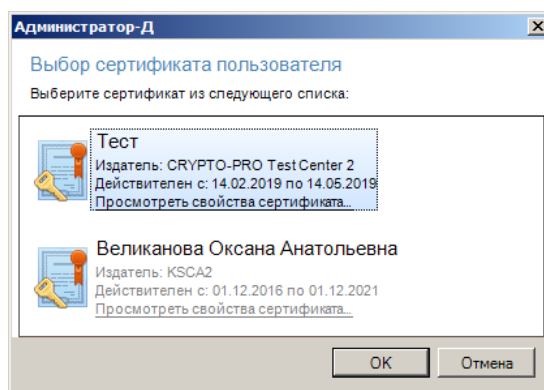 Администратор-Д
Выбор сертификата пользователя
Выберите сертификат из следующего списка:
Тест
Издатель: CRYPTO-PRO Test Center 2
Действителен с: 14.02.2019 по 14.05.2019
Просмотреть свойства сертификата...
Великанова Оксана Анатольевна
Издатель: KSCA2
Действителен с: 01.12.2016 по 01.12.2021
Просмотреть свойства сертификата...
OK Отмена